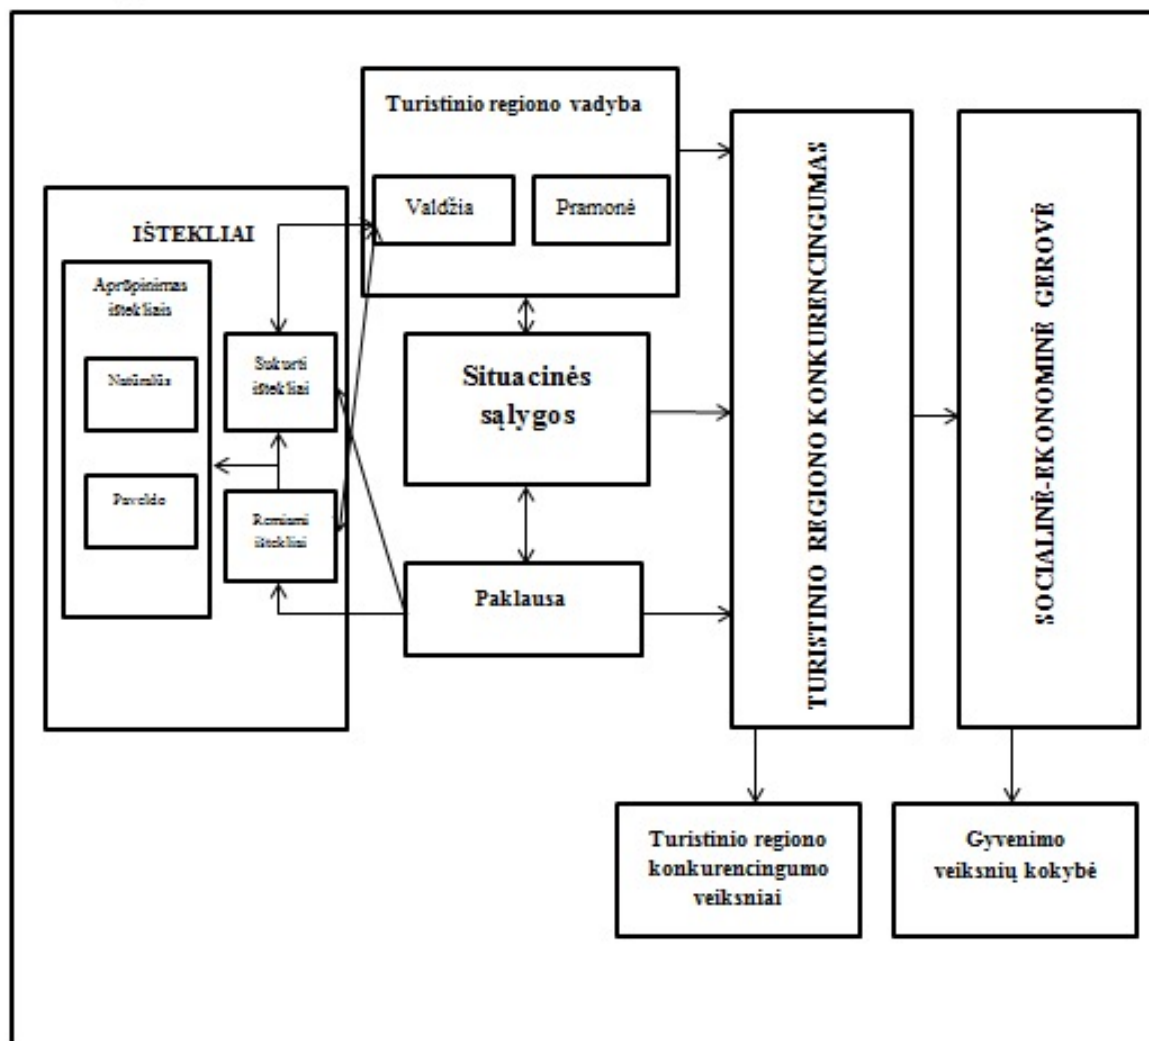 Turistinio regiono vadyba
Valdžia
Pramonė
IŠTEKLIAI
Aprūpinimas
ištekliais
Natūralūs
Paveldo
Sukurti
ištekliai
Remiami
ištekliai
Situacinės
sąlygos
Paklausa
TURISTINIO REGIONO KONKURENCINGUMAS
SOCIALINĖ-EKONOMINĖ GEROVĖ
Turistinio regiono
konkurencingumo
veiksniai
Gyvenimo
veiksnių kokybė